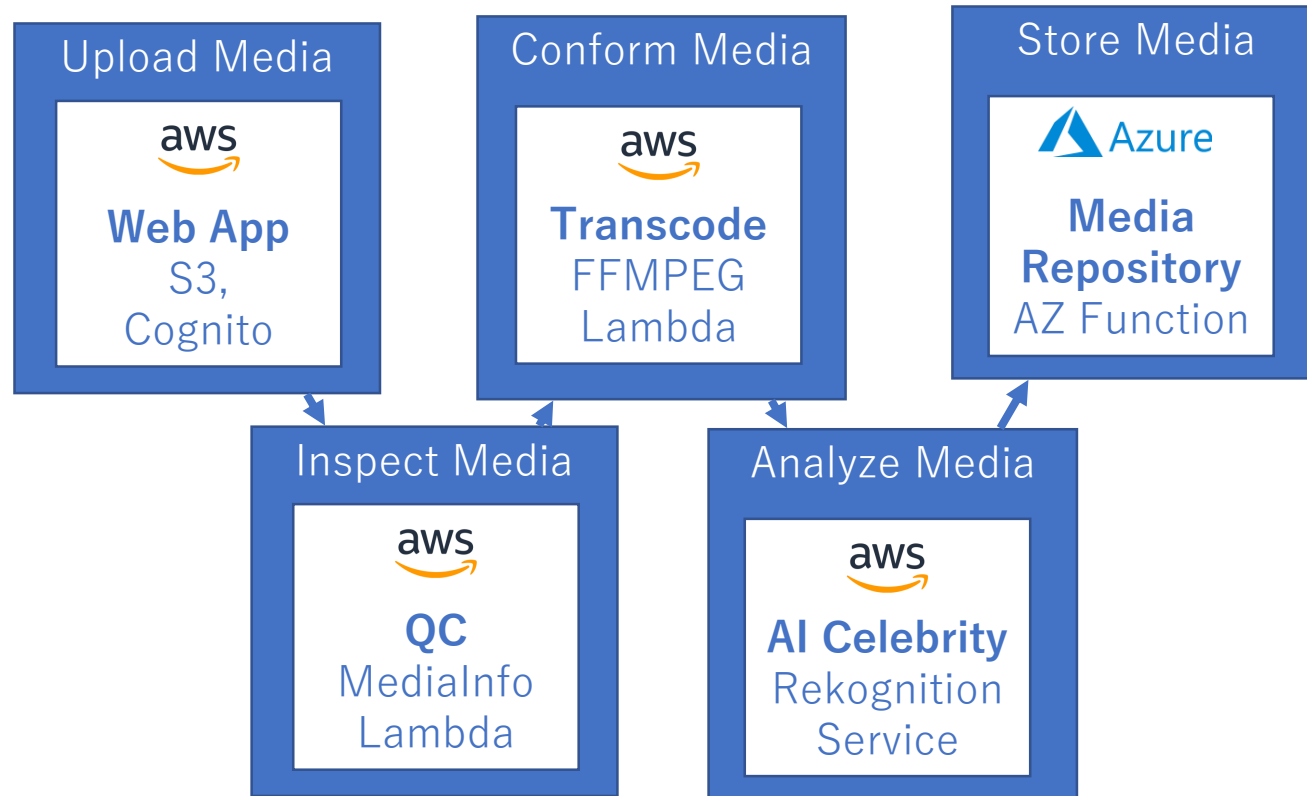 Upload Media
aws
Web App
S3,
Cognito
Inspect Media
aws
QC
MediaInfo
Lambda
Conform Media
aws
Transcode
FFMPEG
Lambda
Analyze Media
aws
AI Celebrity
Rekognition
Service
Store Media
Azure
Media
Repository
AZ Function